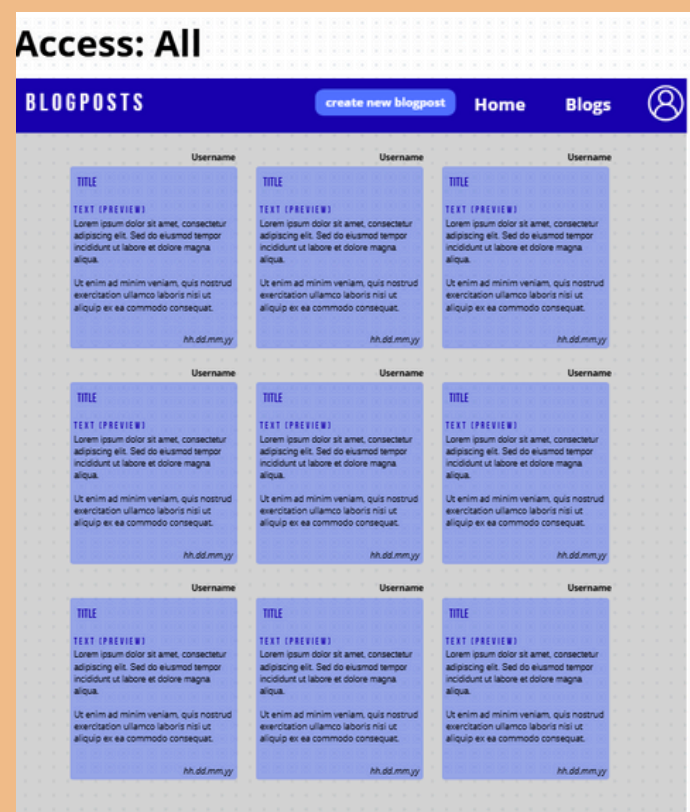 Access: All
BLOGPOSTS create new blogpost Home Blogs
Username Username Username
TITLE TITLE TITLE
TEXT (PREVIEW) TEXT (PREVIEW) TEXT (PREVIEW)
Lorem ipsum dolor sit amet, consectetur Lorem ipsum dolor sit amet, consectetur Lorem ipsum dolor sit amet, consectetur
adipiscing elit. Sed do eiusmod tempor adipiscing elit. Sed do eiusmod tempor adipiscing elit. Sed do eiusmod tempor
incididunt ut labore et dolore magna incididunt ut labore et dolore magna incididunt ut labore et dolore magna
aliqua. aliqua. aliqua.
Ut enim ad minim veniam, quis nostrud Ut enim ad minim veniam, quis nostrud Ut enim ad minim veniam, quis nostrud
exercitation ullamco laboris nisi ut exercitation ullamco laboris nisi ut exercitation ullamco laboris nisi ut
aliquip ex ea commodo consequat. aliquip ex ea commodo consequat. aliquip ex ea commodo consequat.
hh.dd.mm.yy hh.dd.mm.yy hh.dd.mm.yy
Username Username Username
TITLE TITLE TITLE
TEXT (PREVIEW) TEXT (PREVIEW) TEXT (PREVIEW)
Lorem ipsum dolor sit amet, consectetur Lorem ipsum dolor sit amet, consectetur Lorem ipsum dolor sit amet, consectetur
adipiscing elit. Sed do eiusmod tempor adipiscing elit. Sed do eiusmod tempor adipiscing elit. Sed do eiusmod tempor
incididunt ut labore et dolore magna incididunt ut labore et dolore magna incididunt ut labore et dolore magna
aliqua. aliqua. aliqua.
Ut enim ad minim veniam, quis nostrud Ut enim ad minim veniam, quis nostrud Ut enim ad minim veniam, quis nostrud
exercitation ullamco laboris nisi ut exercitation ullamco laboris nisi ut exercitation ullamco laboris nisi ut
aliquip ex ea commodo consequat. aliquip ex ea commodo consequat. aliquip ex ea commodo consequat.
hh.dd.mm.yy hh.dd.mm.yy hh.dd.mm.yy
Username Username Username
TITLE TITLE TITLE
TEXT (PREVIEW) TEXT (PREVIEW) TEXT (PREVIEW)
Lorem ipsum dolor sit amet, consectetur Lorem ipsum dolor sit amet, consectetur Lorem ipsum dolor sit amet, consectetur
adipiscing elit. Sed do eiusmod tempor adipiscing elit. Sed do eiusmod tempor adipiscing elit. Sed do eiusmod tempor
incididunt ut labore et dolore magna incididunt ut labore et dolore magna incididunt ut labore et dolore magna
aliqua. aliqua. aliqua.
Ut enim ad minim veniam, quis nostrud Ut enim ad minim veniam, quis nostrud Ut enim ad minim veniam, quis nostrud
exercitation ullamco laboris nisi ut exercitation ullamco laboris nisi ut exercitation ullamco laboris nisi ut
aliquip ex ea commodo consequat. aliquip ex ea commodo consequat. aliquip ex ea commodo consequat.
hh.dd.mm.yy hh.dd.mm.yy hh.dd.mm.yy